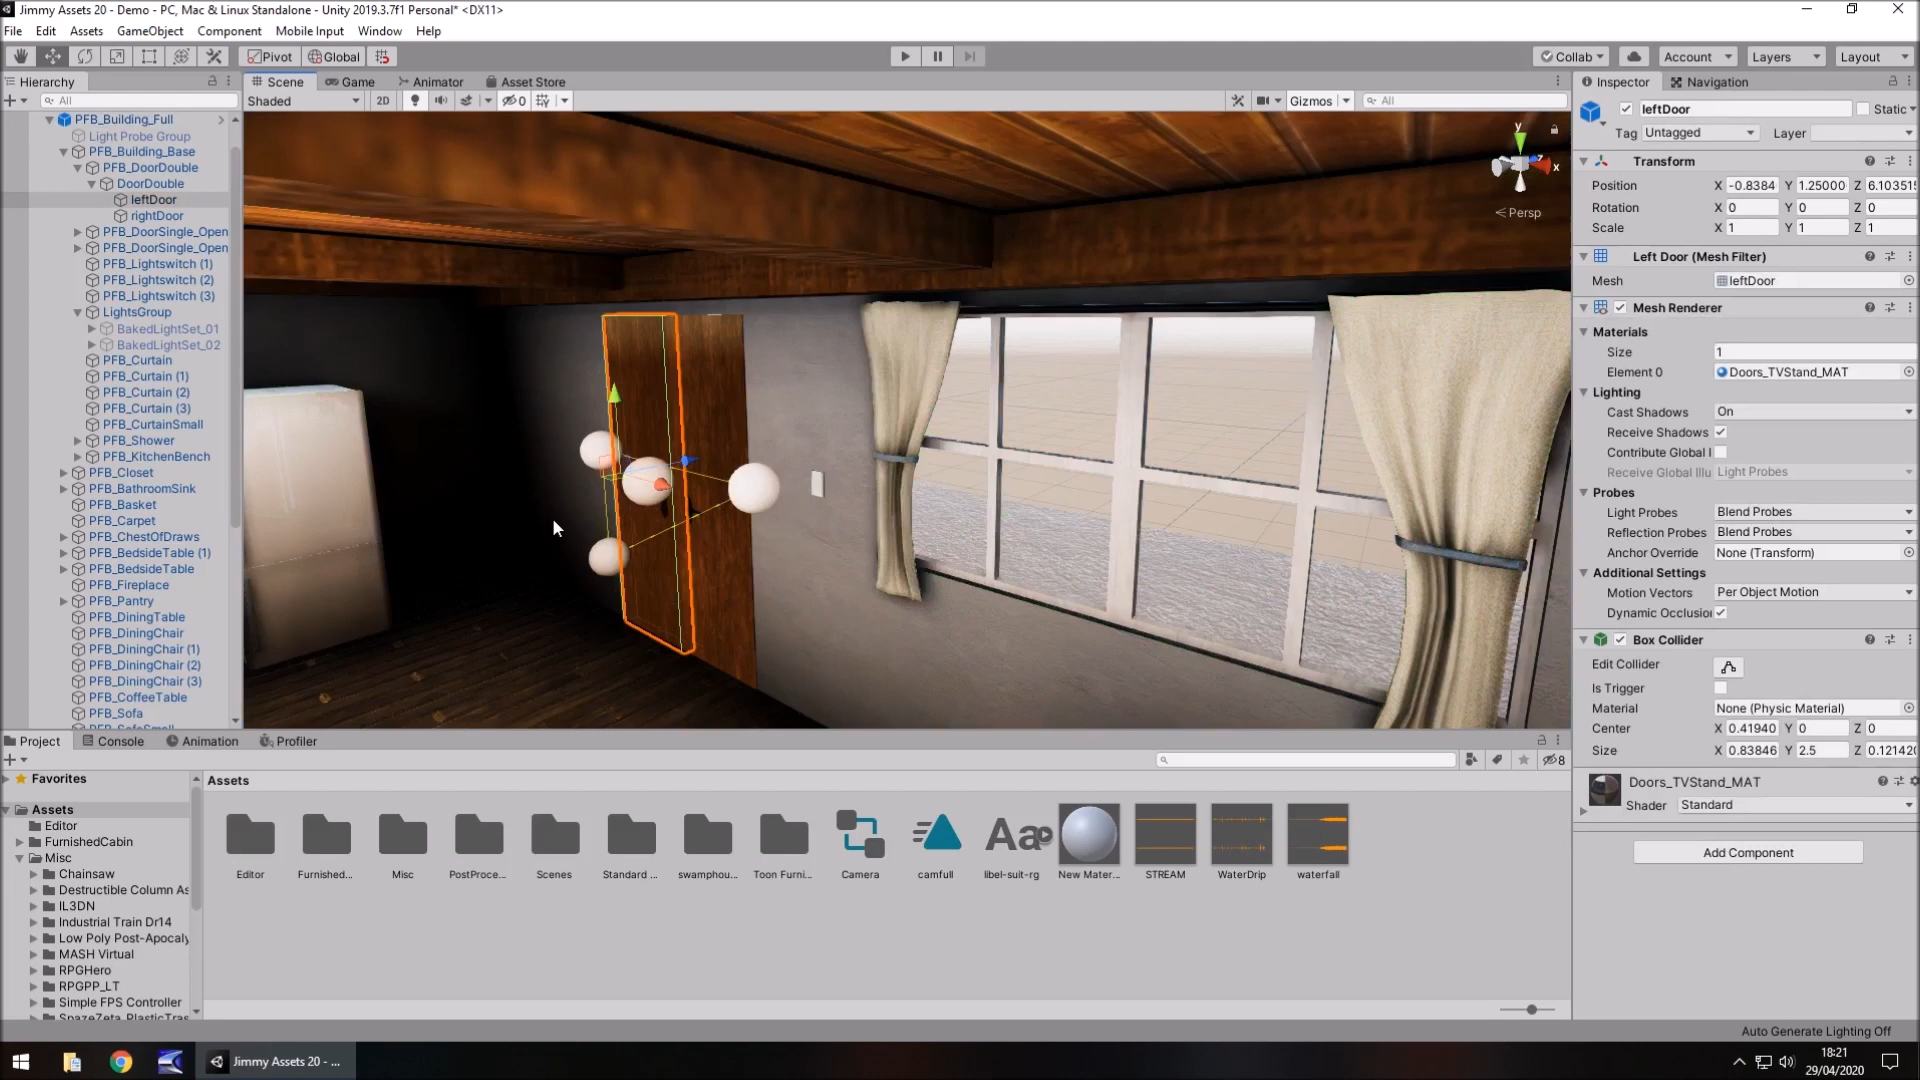 Jimmy Assets 20 - Demo - PC, Mac & Linux Standalone - Unity 2019.3.7f1 Personal* <DX11>
File Edit Assets GameObject Component Mobile Input Window Help
Pivot Global Collab Account Layers Layout
Hierarchy
All
PFB_Building_Full
Light Probe Group
PFB_Building_Base
PFB_DoorDouble
DoorDouble
leftDoor
rightDoor
PFB_DoorSingle_Open
PFB_DoorSingle_Open
PFB_Lightswitch (1)
PFB_Lightswitch (2)
PFB_Lightswitch (3)
LightsGroup
BakedLightSet_01
BakedLightSet_02
PFB_Curtain
PFB_Curtain (1)
PFB_Curtain (2)
PFB_Curtain (3)
PFB_CurtainSmall
PFB_Shower
PFB_KitchenBench
PFB_Closet
PFB_BathroomSink
PFB_Basket
PFB_Carpet
PFB_ChestOfDraws
PFB_BedsideTable (1)
PFB_BedsideTable
PFB_Fireplace
PFB_Pantry
PFB_DiningTable
PFB_DiningChair
PFB_DiningChair (1)
PFB_DiningChair (2)
PFB_DiningChair (3)
PFB_CoffeeTable
PFB_Sofa
Scene Game Animator Asset Store
Shaded 2D 0 Gizmos All
y
x
Persp
Inspector Navigation
leftDoor Static
Tag Untagged Layer
Transform
Position X -0.8384 Y 1.25000 Z 6.103515
Rotation X 0 Y 0 Z 0
Scale X 1 Y 1 Z 1
Left Door (Mesh Filter)
Mesh leftDoor
Mesh Renderer
Materials
Size 1
Element 0 Doors_TVStand_MAT
Lighting
Cast Shadows On
Receive Shadows
Contribute Global I
Receive Global Illu Light Probes
Probes
Light Probes Blend Probes
Reflection Probes Blend Probes
Anchor Override None (Transform)
Additional Settings
Motion Vectors Per Object Motion
Dynamic Occlusion
Box Collider
Edit Collider
Is Trigger
Material None (Physic Material)
Center X 0.41940 Y 0 Z 0
Size X 0.83846 Y 2.5 Z 0.121420
Doors_TVStand_MAT
Shader Standard
Add Component
Project Console Animation Profiler
8
Favorites
Assets
Editor
FurnishedCabin
Misc
Chainsaw
Destructible Column As
IL3DN
Industrial Train Dr14
Low Poly Post-Apocaly
MASH Virtual
RPGHero
RPGPP_LT
Simple FPS Controller
SpazeZeta_PlasticTras
Assets
Aa
Editor Furnished... Misc PostProce... Scenes Standard ... swamphou... Toon Furni... Camera camfull libel-suit-rg New Mater... STREAM WaterDrip waterfall
Auto Generate Lighting Off
Jimmy Assets 20 - ...
18:21
29/04/2020